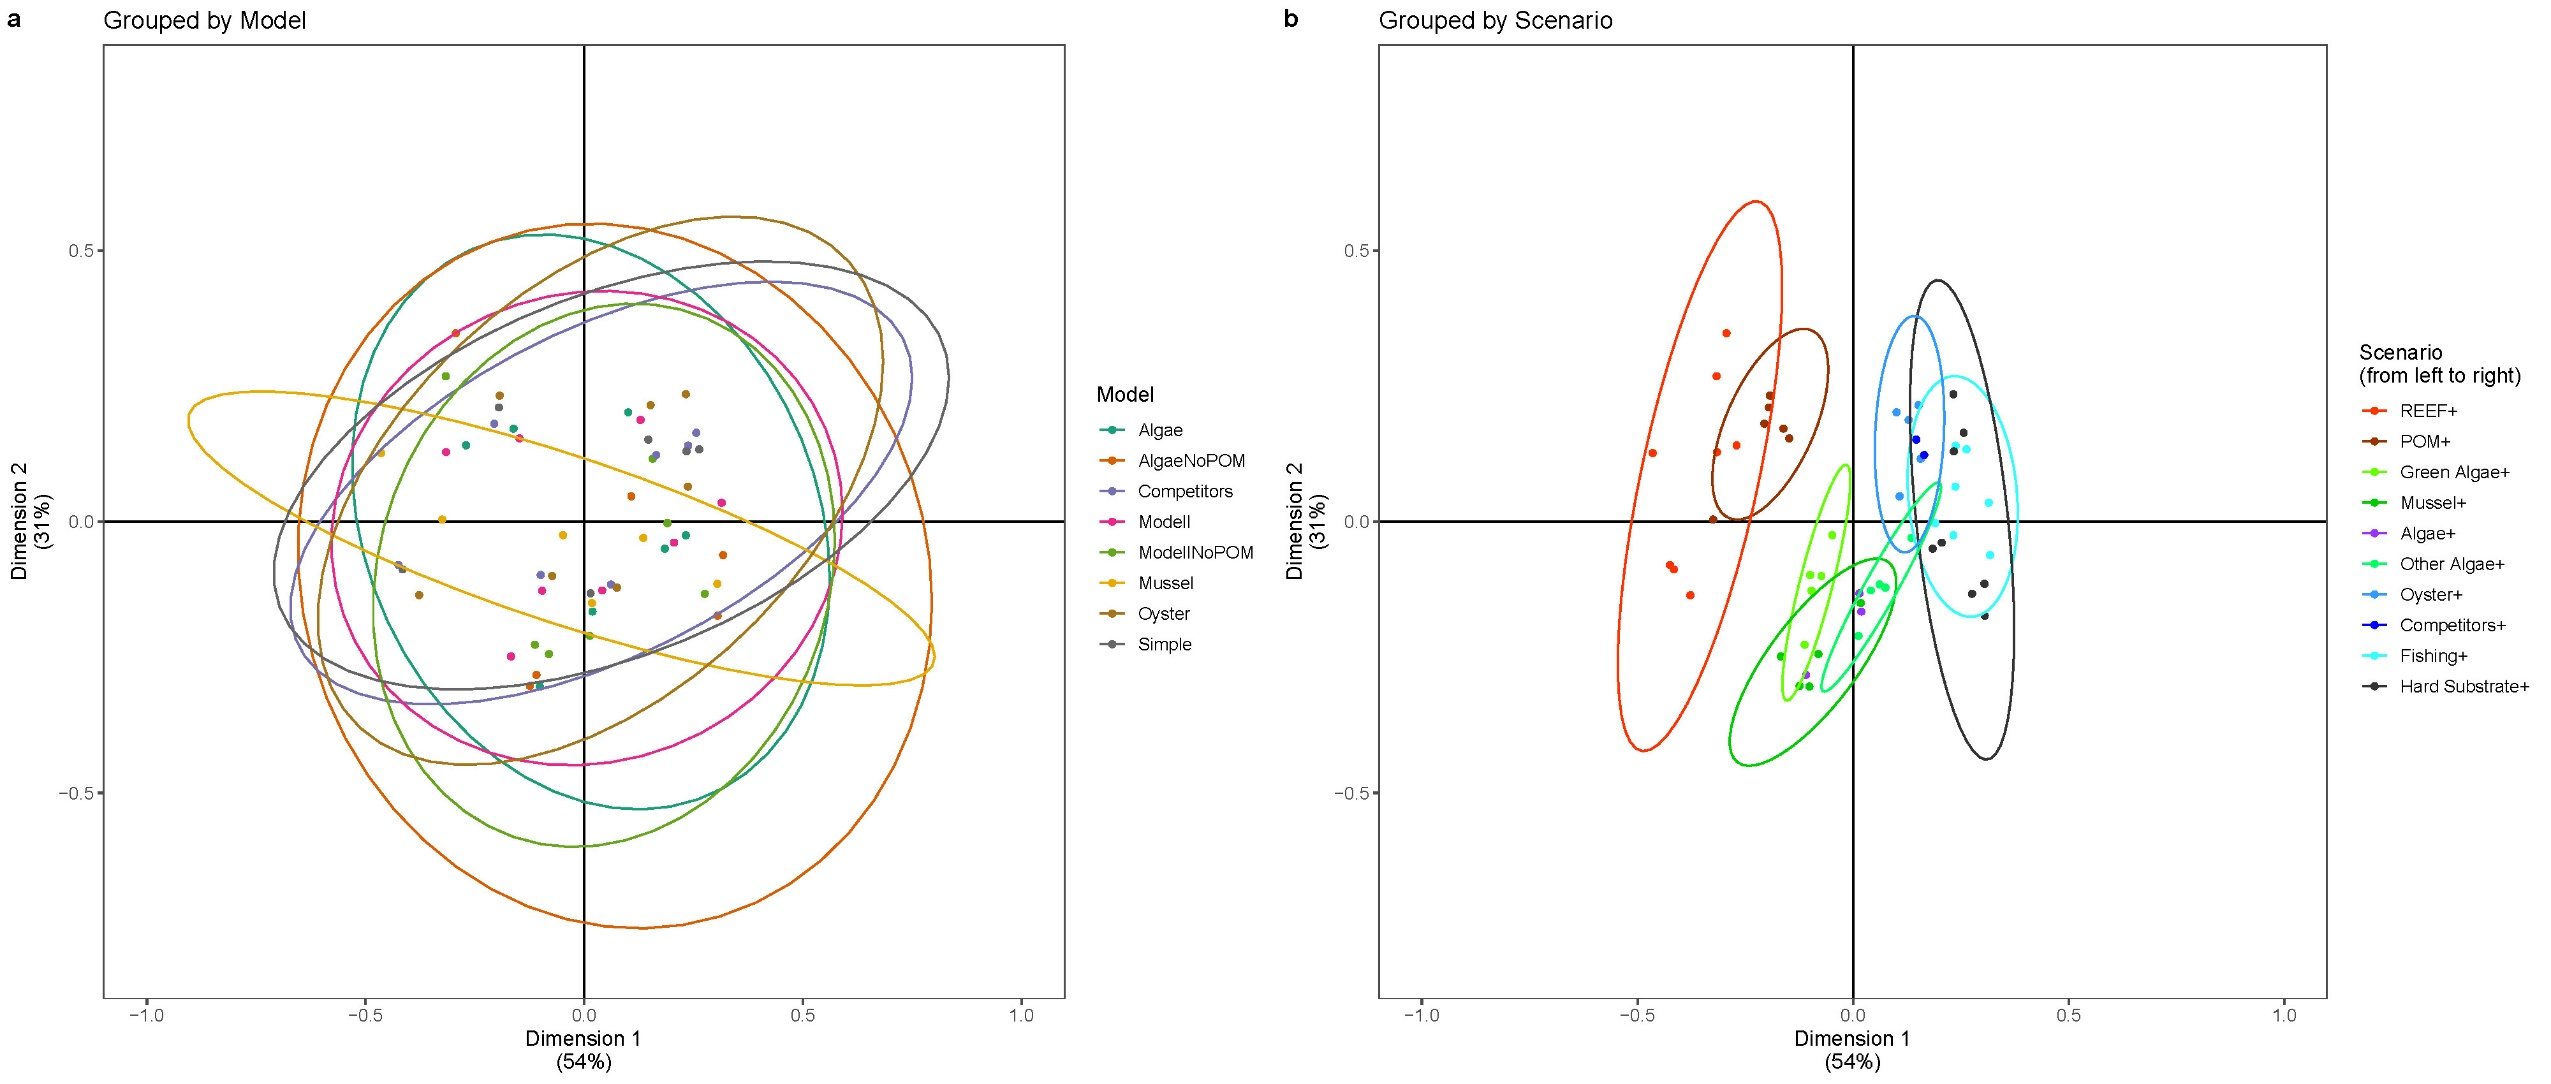 a
Grouped by Model
0.5
0.0
−0.5
−1.0
−0.5
0.0
0.5
1.0
Dimension 1
(54%)
Dimension 2
(31%)
Model
Algae
AlgaeNoPOM
Competitors
ModelI
ModelINoPOM
Mussel
Oyster
Simple
b
Grouped by Scenario
0.5
0.0
−0.5
−1.0
−0.5
0.0
0.5
1.0
Dimension 1
(54%)
Dimension 2
(31%)
Scenario
(from left to right)
REEF+
POM+
Green Algae+
Mussel+
Algae+
Other Algae+
Oyster+
Competitors+
Fishing+
Hard Substrate+